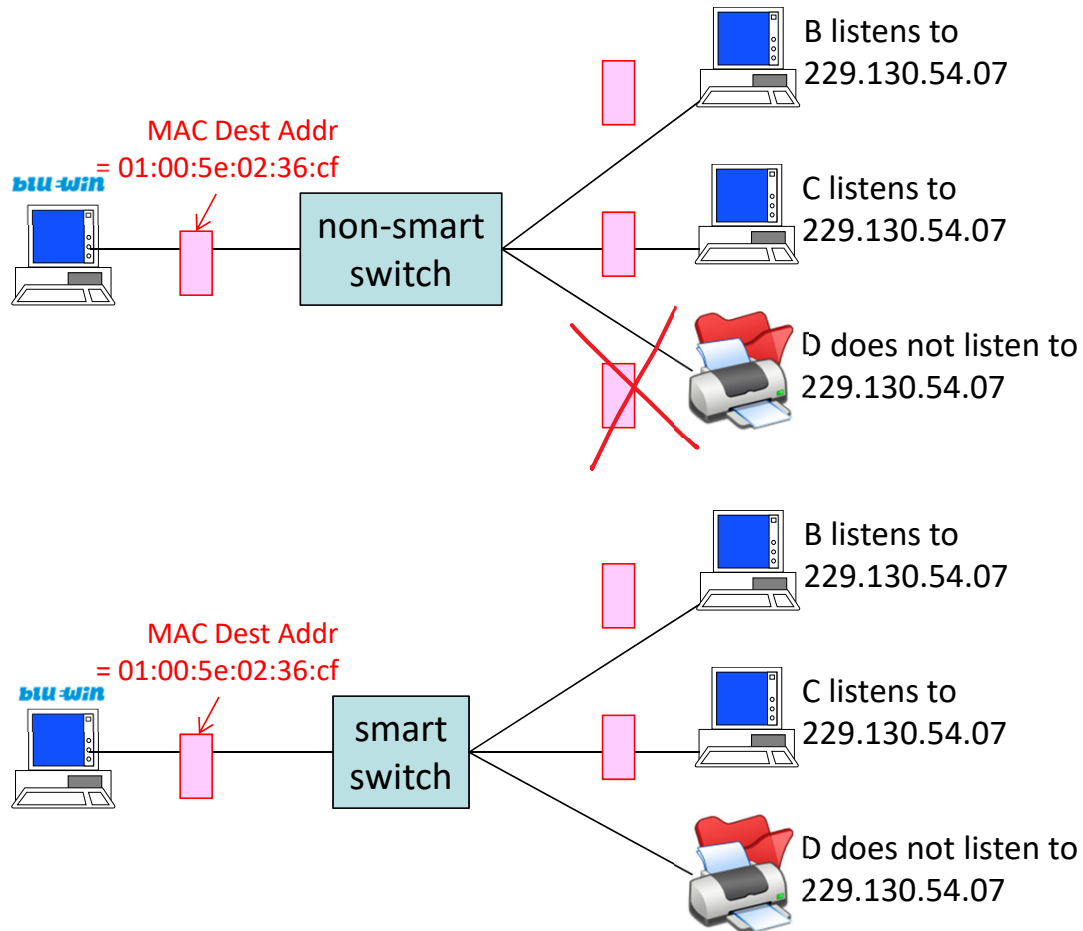 B listens to
229.130.54.07
MAC Dest Addr
= 01:00:5e:02:36:cf
blu-win
non-smart
switch
C listens to
229.130.54.07
D does not listen to
229.130.54.07
B listens to
229.130.54.07
MAC Dest Addr
= 01:00:5e:02:36:cf
blu-win
smart
switch
C listens to
229.130.54.07
D does not listen to
229.130.54.07